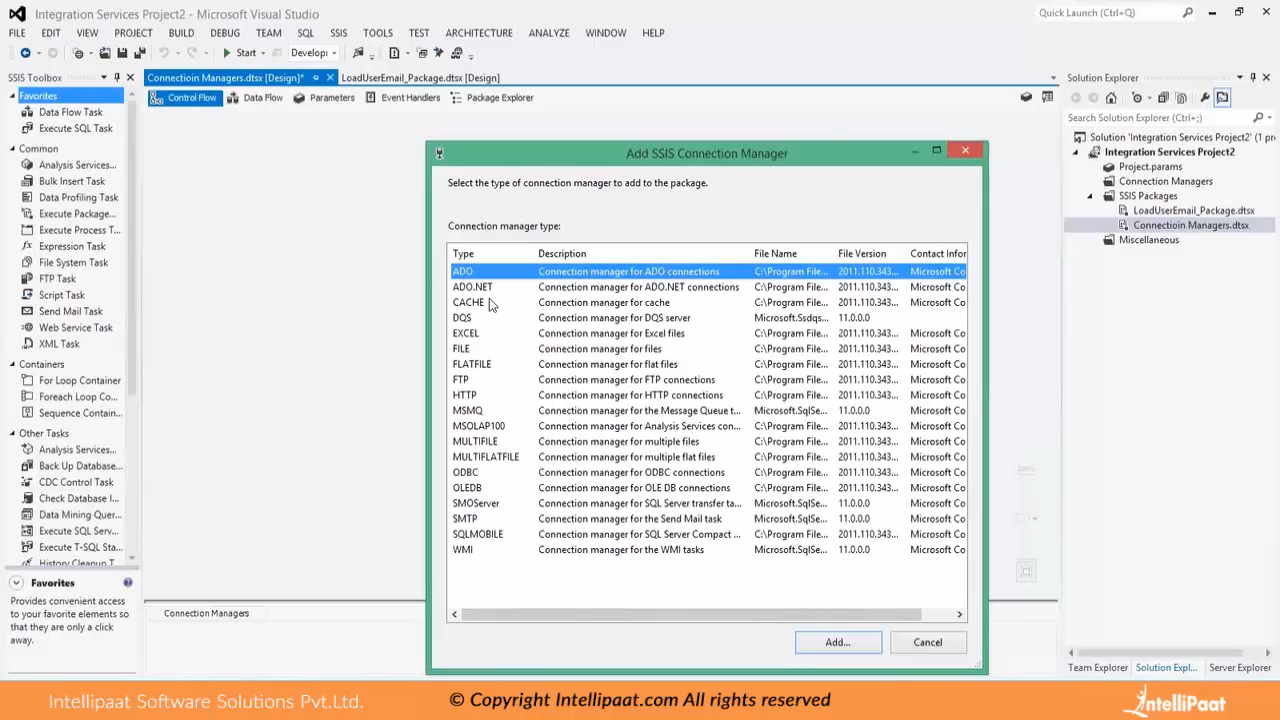 Integration Services Project2 - Microsoft Visual Studio
Quick Launch (Ctrl+Q)
FILE EDIT VIEW PROJECT BUILD DEBUG TEAM SQL SSIS TOOLS TEST ARCHITECTURE ANALYZE WINDOW HELP
Start Developi
SSIS Toolbox
Connectioin Managers.dtsx [Design]*
LoadUserEmail_Package.dtsx [Design]
Solution Explorer
Favorites
Control Flow
Data Flow
Parameters
Event Handlers
Package Explorer
Data Flow Task
Execute SQL Task
Common
Analysis Services...
Bulk Insert Task
Data Profiling Task
Execute Package...
Execute Process T...
Expression Task
File System Task
FTP Task
Script Task
Send Mail Task
Web Service Task
XML Task
Containers
For Loop Container
Foreach Loop Co...
Sequence Contain...
Other Tasks
Analysis Services...
Back Up Database...
CDC Control Task
Check Database I...
Data Mining Quer...
Execute SQL Serv...
Execute T-SQL Sta...
History Cleanup T...
Favorites
Provides convenient access
to your favorite elements so
that they are only a click
away.
Add SSIS Connection Manager
Select the type of connection manager to add to the package.
Connection manager type:
Type Description File Name File Version Contact Infor
ADO Connection manager for ADO connections C:\Program File... 2011.110.343... Microsoft Co
ADO.NET Connection manager for ADO.NET connections C:\Program File... 2011.110.343... Microsoft Co
CACHE Connection manager for cache C:\Program File... 2011.110.343... Microsoft Co
DQS Connection manager for DQS server Microsoft.Ssdqs... 11.0.0.0
EXCEL Connection manager for Excel files C:\Program File... 2011.110.343... Microsoft Co
FILE Connection manager for files C:\Program File... 2011.110.343... Microsoft Co
FLATFILE Connection manager for flat files C:\Program File... 2011.110.343... Microsoft Co
FTP Connection manager for FTP connections C:\Program File... 2011.110.343... Microsoft Co
HTTP Connection manager for HTTP connections C:\Program File... 2011.110.343... Microsoft Co
MSMQ Connection manager for the Message Queue t... Microsoft.SqlSe... 11.0.0.0 Microsoft Co
MSOLAP100 Connection manager for Analysis Services con... C:\Program File... 2011.110.343... Microsoft Co
MULTIFILE Connection manager for multiple files C:\Program File... 2011.110.343... Microsoft Co
MULTIFLATFILE Connection manager for multiple flat files C:\Program File... 2011.110.343... Microsoft Co
ODBC Connection manager for ODBC connections C:\Program File... 2011.110.343... Microsoft Co
OLEDB Connection manager for OLE DB connections C:\Program File... 2011.110.343... Microsoft Co
SMOServer Connection manager for SQL Server transfer ta... Microsoft.SqlSe... 11.0.0.0 Microsoft Co
SMTP Connection manager for the Send Mail task Microsoft.SqlSe... 11.0.0.0 Microsoft Co
SQLMOBILE Connection manager for SQL Server Compact ... C:\Program File... 2011.110.343... Microsoft Co
WMI Connection manager for the WMI tasks Microsoft.SqlSe... 11.0.0.0 Microsoft Co
Add...
Cancel
Connection Managers
Search Solution Explorer (Ctrl+;)
Solution 'Integration Services Project2' (1 pro
Integration Services Project2
Project.params
Connection Managers
SSIS Packages
LoadUserEmail_Package.dtsx
Connectioin Managers.dtsx
Miscellaneous
Team Explorer
Solution Expl...
Server Explorer
Intellipaat Software Solutions Pvt.Ltd.
© Copyright Intellipaat.com All rights reserved
IntelliPaat